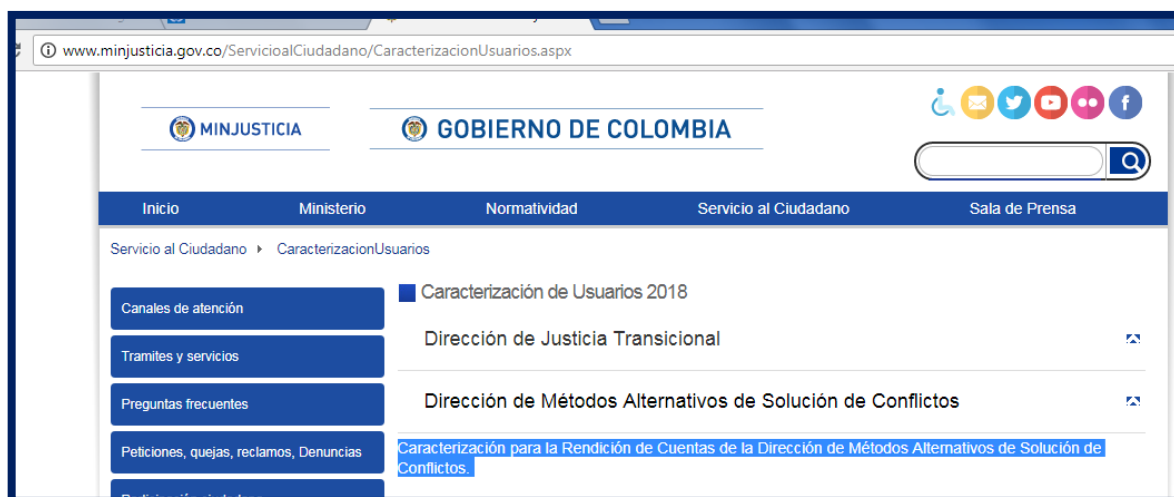 www.minjusticia.gov.co/ServicioalCiudadano/CaracterizacionUsuarios.aspx
MINJUSTICIA
GOBIERNO DE COLOMBIA
Inicio Ministerio Normatividad Servicio al Ciudadano Sala de Prensa
Servicio al Ciudadano CaracterizacionUsuarios
Caracterización de Usuarios 2018
Canales de atención
Dirección de Justicia Transicional
Tramites y servicios
Preguntas frecuentes
Dirección de Métodos Alternativos de Solución de Conflictos
Peticiones, quejas, reclamos, Denuncias
Caracterización para la Rendición de Cuentas de la Dirección de Métodos Alternativos de Solución de
Conflictos.